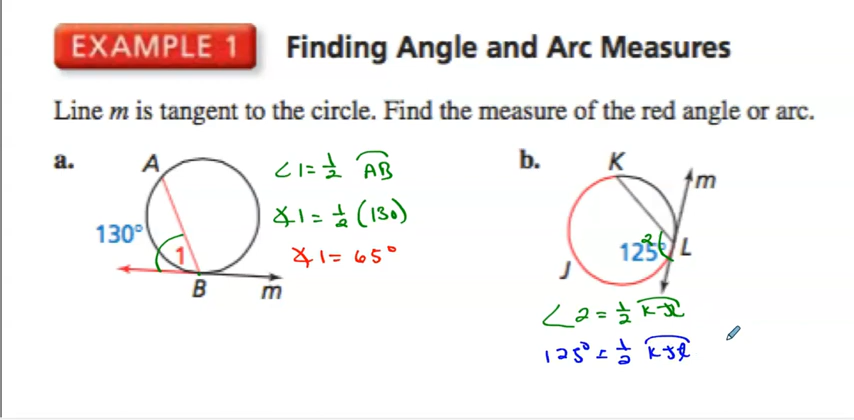 EXAMPLE 1 Finding Angle and Arc Measures
Line m is tangent to the circle. Find the measure of the red angle or arc.
a.
A
130°
1
B
m
∠1 = 1/2 AB
∡1 = 1/2 (130)
∡1 = 65°
b.
K
m
2
125°
L
J
∠2 = 1/2 KJL
125° = 1/2 KJL